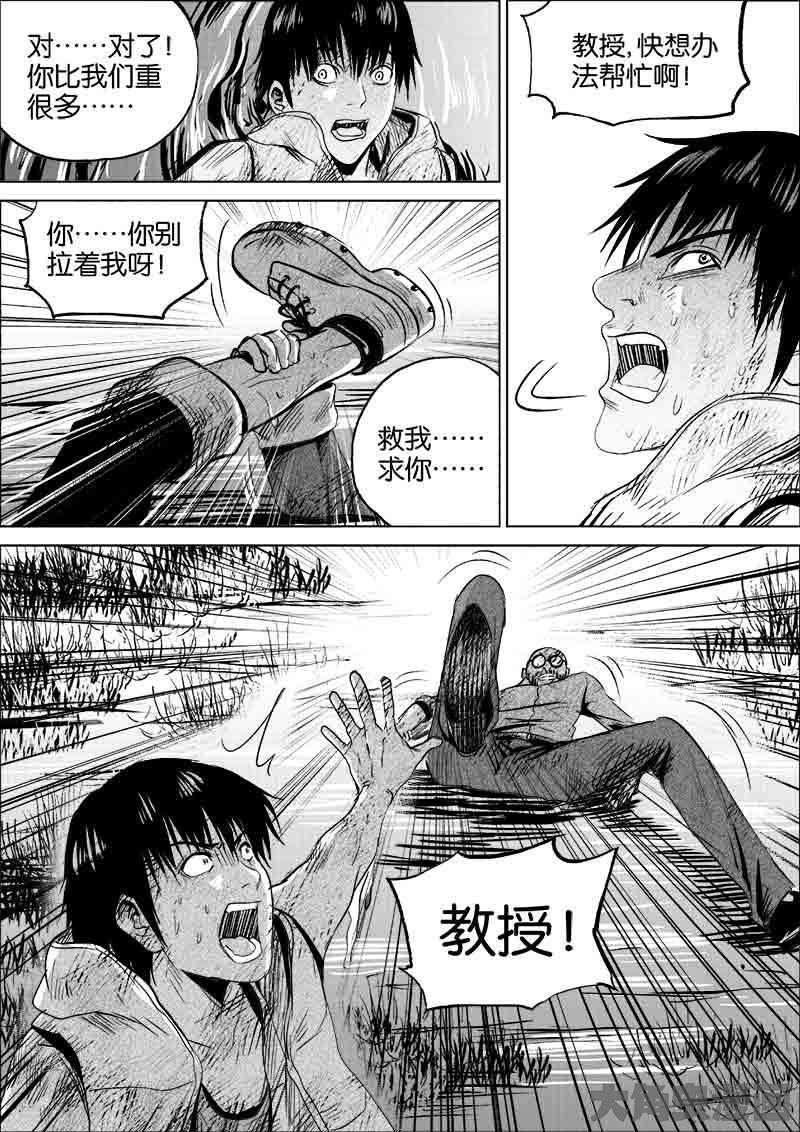 对……对了！
你比我们重
很多……
教授，快想办
法帮忙啊！
你……你别
拉着我呀！
救我……
求你……
教授！